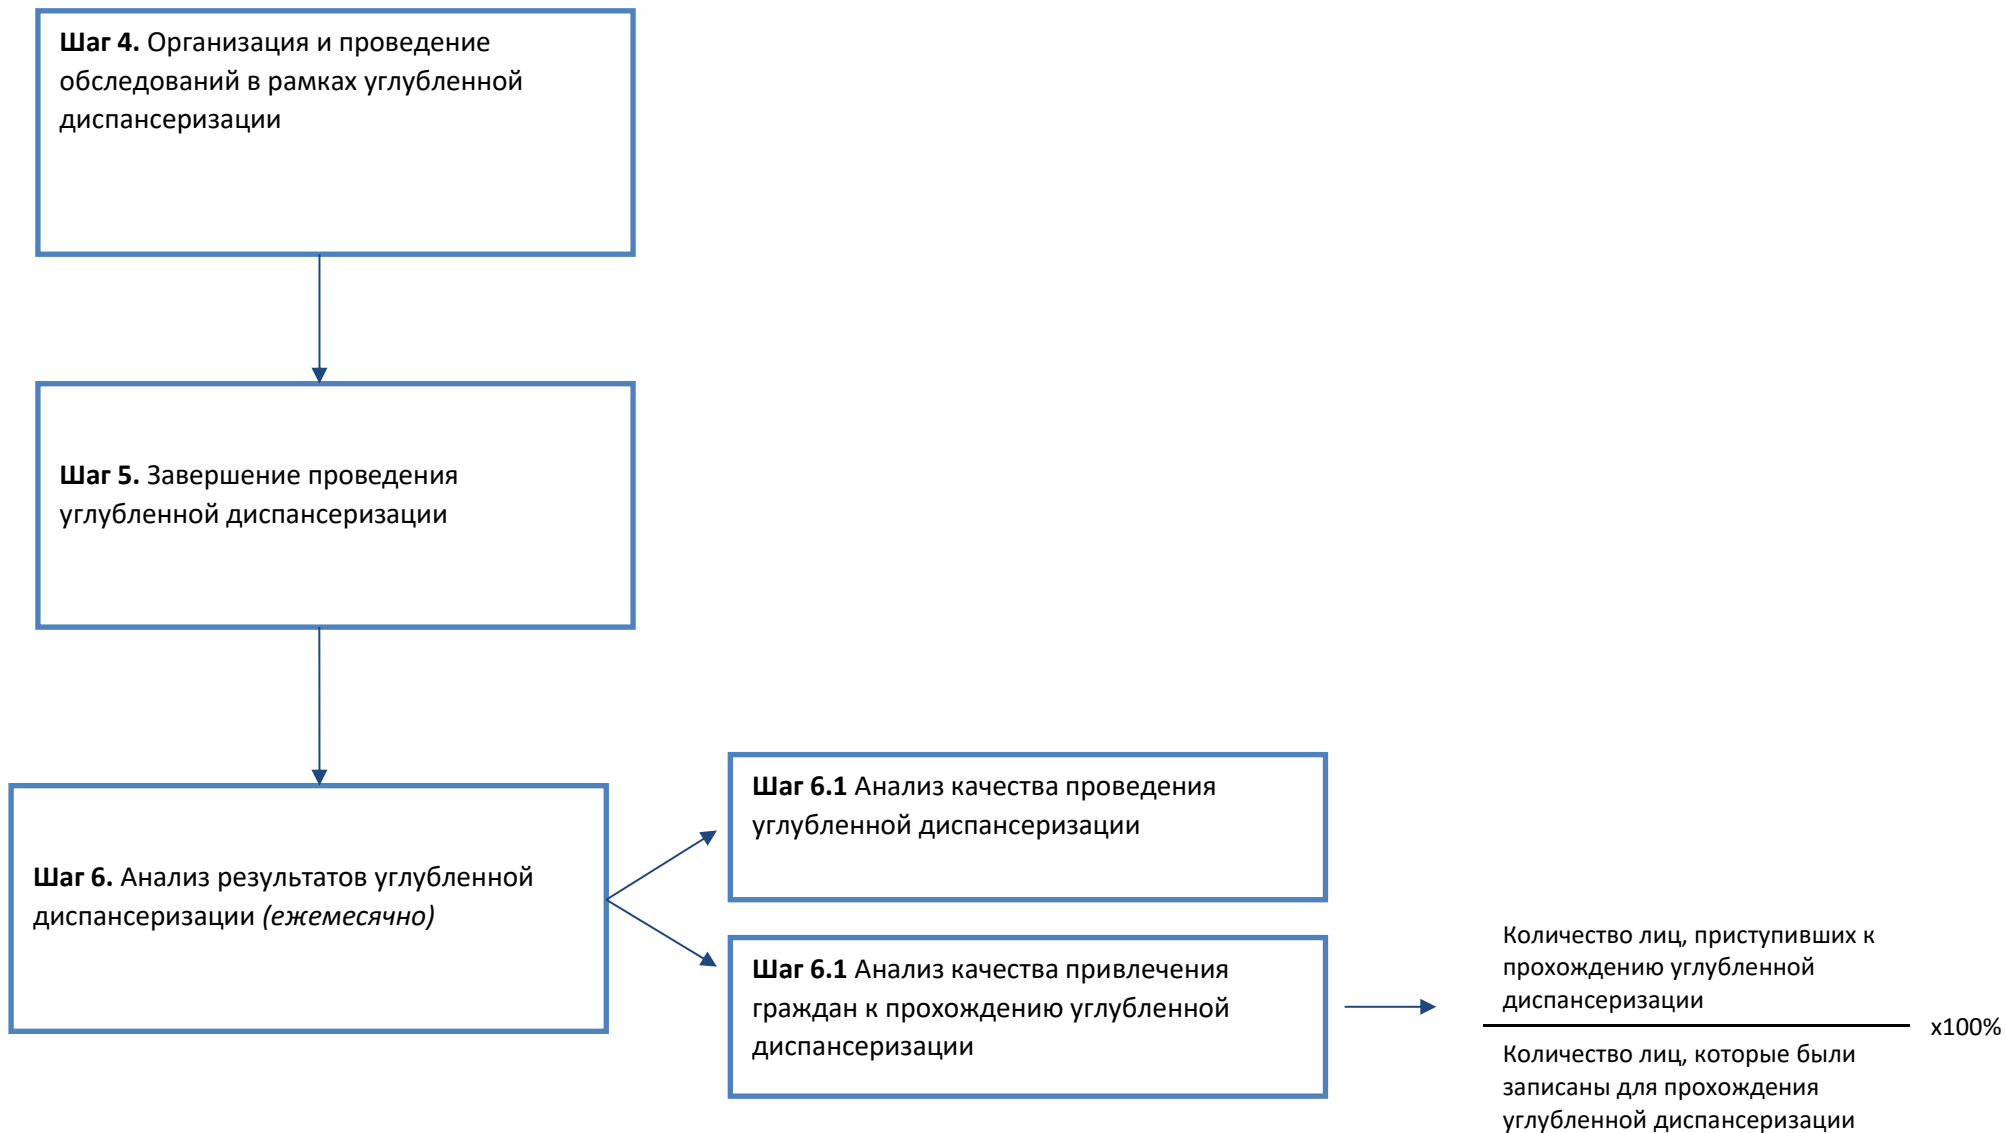 Шаг 4. Организация и проведение
обследований в рамках углубленной
диспансеризации
Шаг 5. Завершение проведения
углубленной диспансеризации
Шаг 6. Анализ результатов углубленной
диспансеризации (ежемесячно)
Шаг 6.1 Анализ качества проведения
углубленной диспансеризации
Шаг 6.1 Анализ качества привлечения
граждан к прохождению углубленной
диспансеризации
Количество лиц, приступивших к
прохождению углубленной
диспансеризации
х100%
Количество лиц, которые были
записаны для прохождения
углубленной диспансеризации